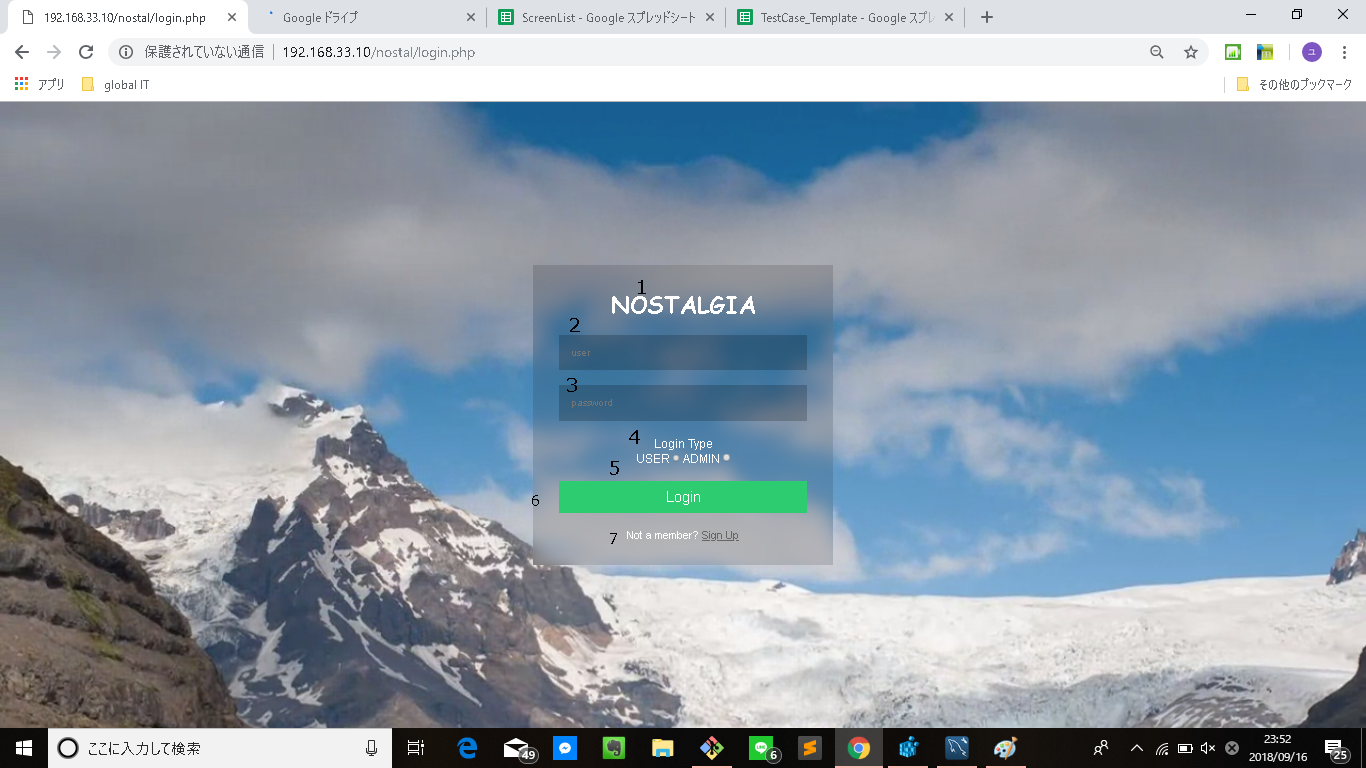 192.168.33.10/nostal/login.php
Google ドライブ
ScreenList - Google スプレッドシート
TestCase_Template - Google スプレ
保護されていない通信
192.168.33.10/nostal/login.php
ユ
アプリ
global IT
その他のブックマーク
1
NOSTALGIA
2
user
3
password
4
Login Type
USER ADMIN
5
6
Login
7
Not a member? Sign Up
ここに入力して検索
49
6
23:52
2018/09/16
25